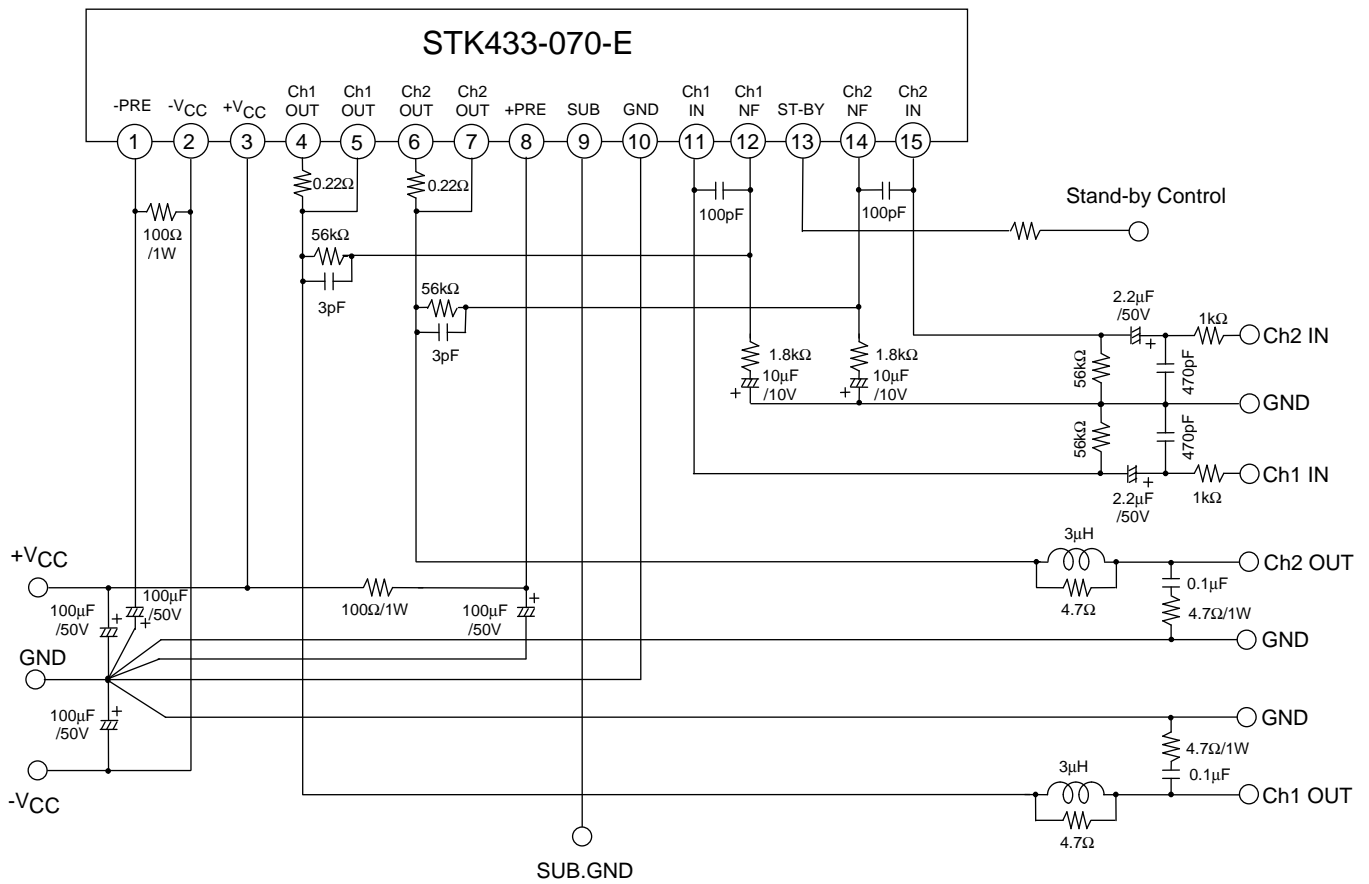 STK433-070-E
-PRE
-VCC
+VCC
Ch1
OUT
Ch1
OUT
Ch2
OUT
Ch2
OUT
+PRE
SUB
GND
Ch1
IN
Ch1
NF
ST-BY
Ch2
NF
Ch2
IN
1
2
3
4
5
6
7
8
9
10
11
12
13
14
15
0.22Ω
0.22Ω
100pF
100pF
Stand-by Control
100Ω
/1W
56kΩ
3pF
56kΩ
3pF
1.8kΩ
10μF
/10V
+
1.8kΩ
10μF
/10V
+
2.2μF
/50V
+
1kΩ
Ch2 IN
56kΩ
470pF
GND
56kΩ
470pF
+
2.2μF
/50V
1kΩ
Ch1 IN
+VCC
100μF
/50V
+
100μF
/50V
+
100Ω/1W
100μF
/50V
+
3μH
4.7Ω
Ch2 OUT
0.1μF
4.7Ω/1W
GND
GND
100μF
/50V
+
-VCC
GND
4.7Ω/1W
0.1μF
3μH
4.7Ω
Ch1 OUT
SUB.GND